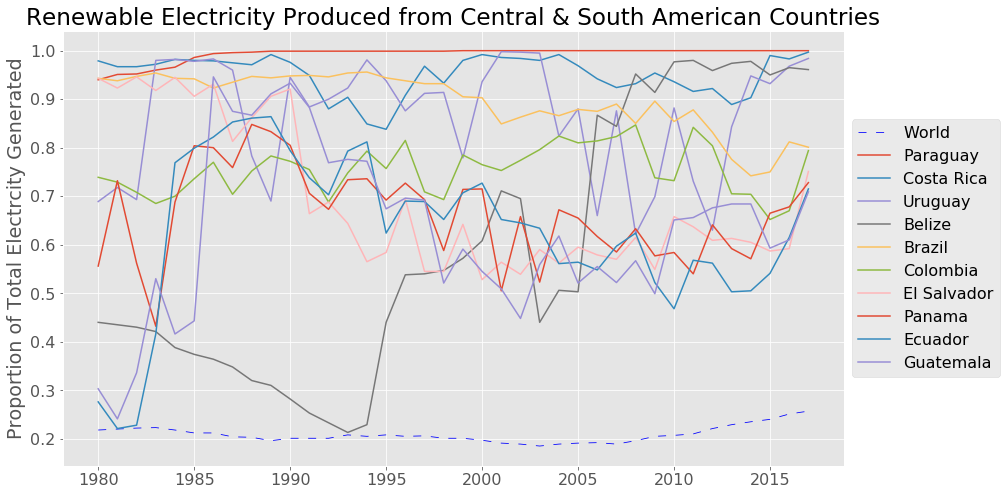 Renewable Electricity Produced from Central & South American Countries
Proportion of Total Electricity Generated
1.0
0.9
0.8
0.7
0.6
0.5
0.4
0.3
0.2
1980
1985
1990
1995
2000
2005
2010
2015
World
Paraguay
Costa Rica
Uruguay
Belize
Brazil
Colombia
El Salvador
Panama
Ecuador
Guatemala